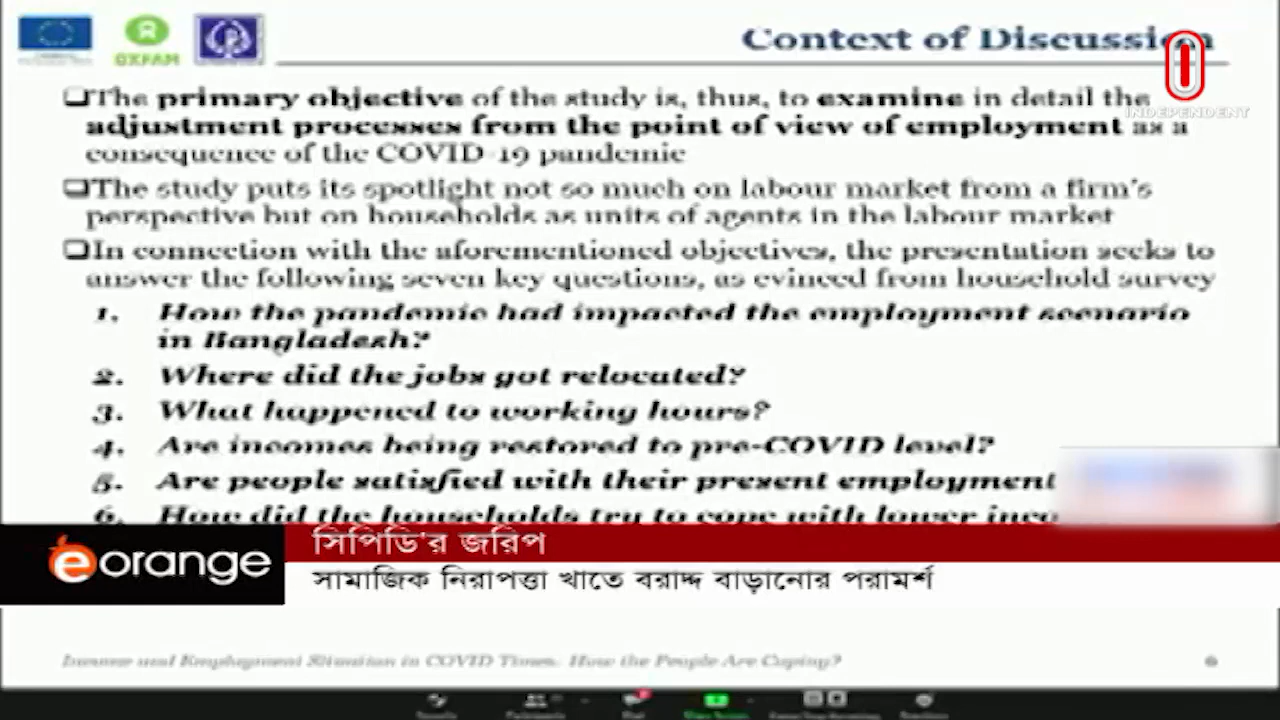 OXFAM
Context of Discussion
INDEPENDENT
❑The primary objective of the study is, thus, to examine in detail the
adjustment processes from the point of view of employment as a
consequence of the COVID-19 pandemic
❑The study puts its spotlight not so much on labour market from a firm's
perspective but on households as units of agents in the labour market
❑In connection with the aforementioned objectives, the presentation seeks to
answer the following seven key questions, as evinced from household survey
1. How the pandemic had impacted the employment scenario
in Bangladesh?
2. Where did the jobs got relocated?
3. What happened to working hours?
4. Are incomes being restored to pre-COVID level?
5. Are people satisfied with their present employment
6. How did the households try to cope with lower inco
eorange
সিপিডি'র জরিপ
সামাজিক নিরাপত্তা খাতে বরাদ্দ বাড়ানোর পরামর্শ
Income and Employment Situation in COVID Times: How the People Are Coping?
6